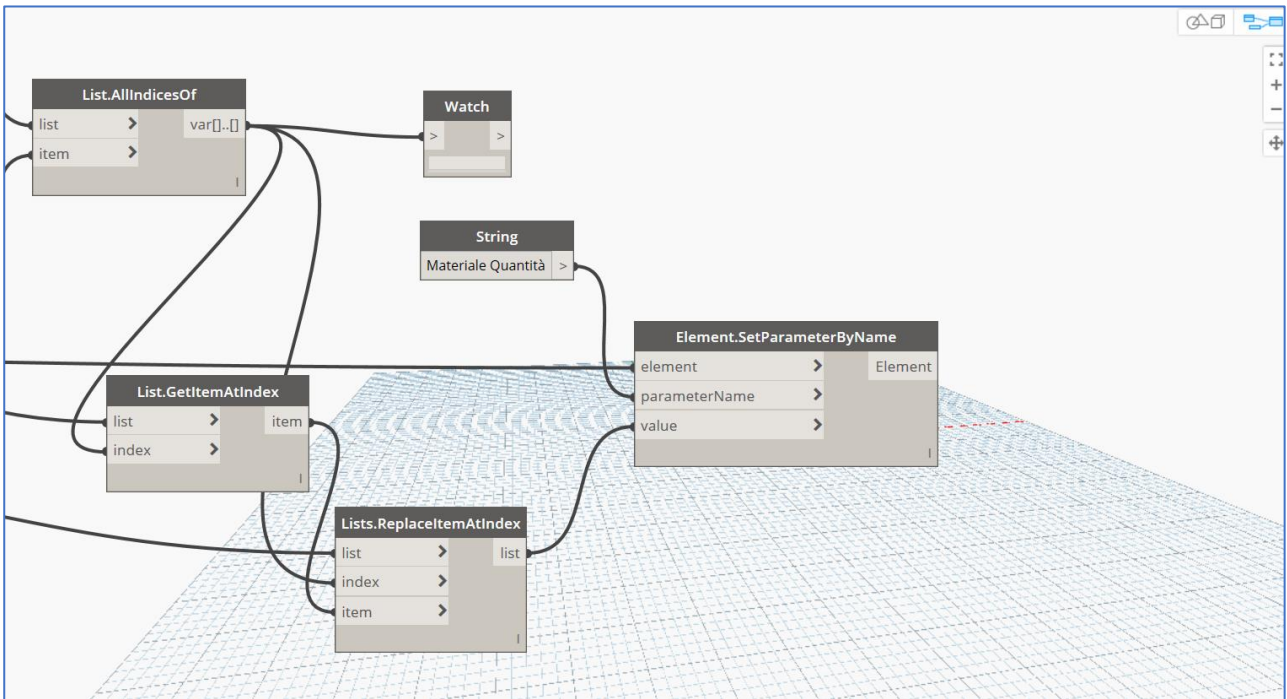 List.AllIndicesOf
list > var[]..[]
item >
l
Watch
> >
String
Materiale Quantità >
Element.SetParameterByName
element > Element
parameterName >
value >
l
List.GetItemAtIndex
list > item
index >
l
Lists.ReplaceItemAtIndex
list > list
index >
item >
l